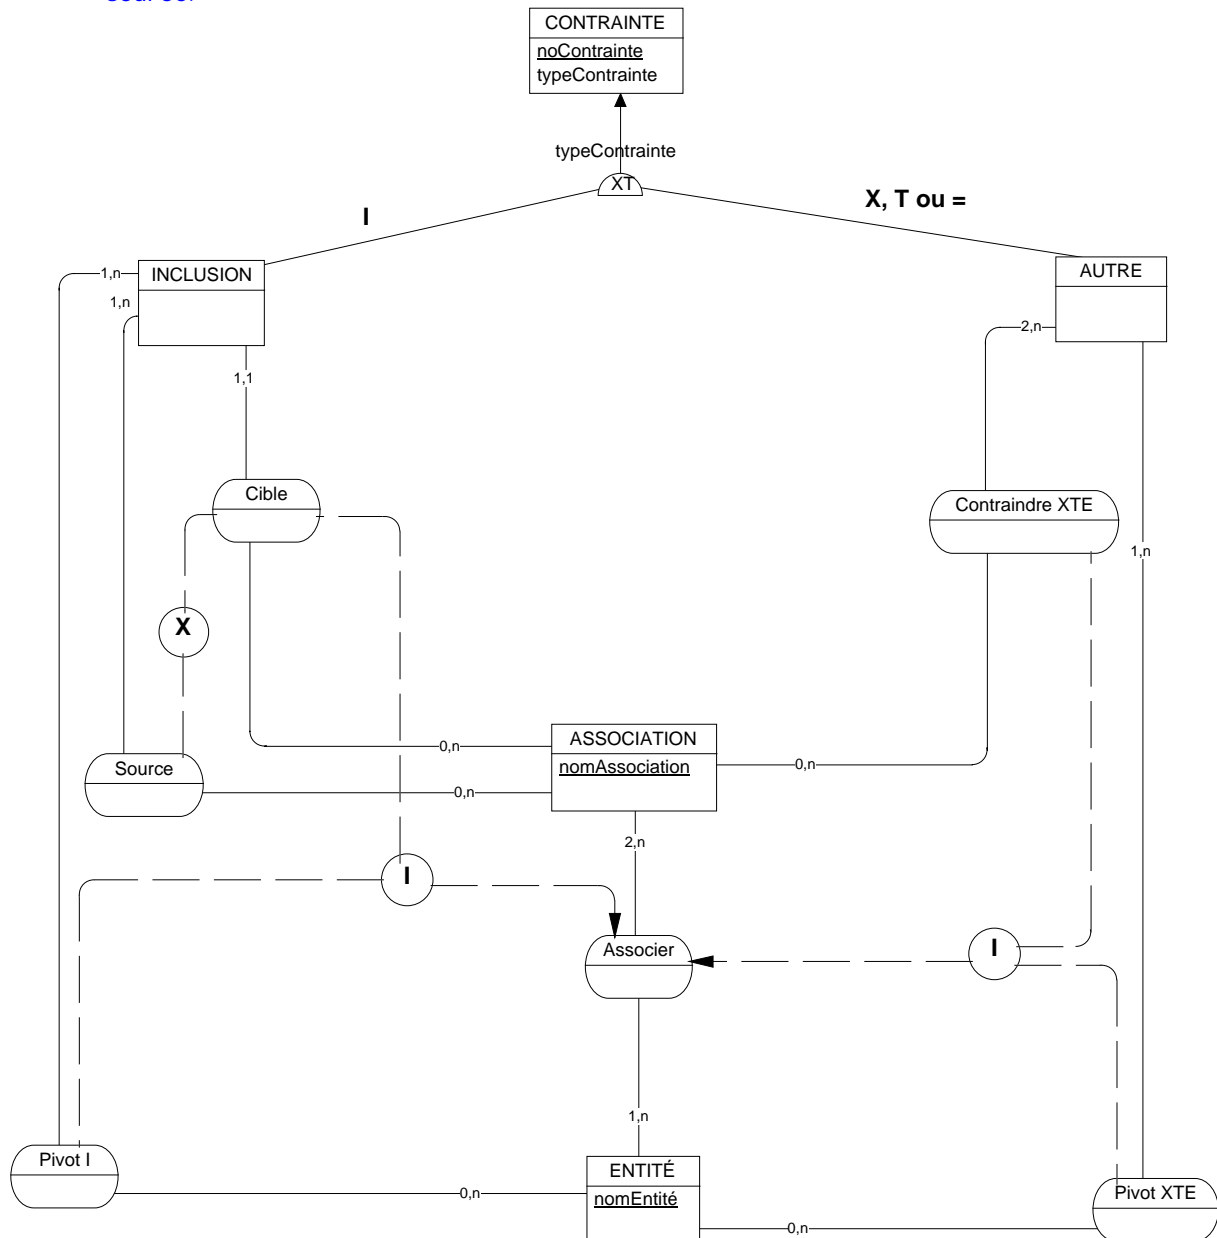 CONTRAINTE
noContrainte
typeContrainte
typeContrainte
XT
I
X, T ou =
INCLUSION
AUTRE
1,n
1,n
2,n
1,1
Cible
Contraindre XTE
1,n
X
ASSOCIATION
nomAssociation
0,n
0,n
Source
0,n
2,n
I
Associer
I
1,n
Pivot I
ENTITÉ
nomEntité
0,n
Pivot XTE
0,n